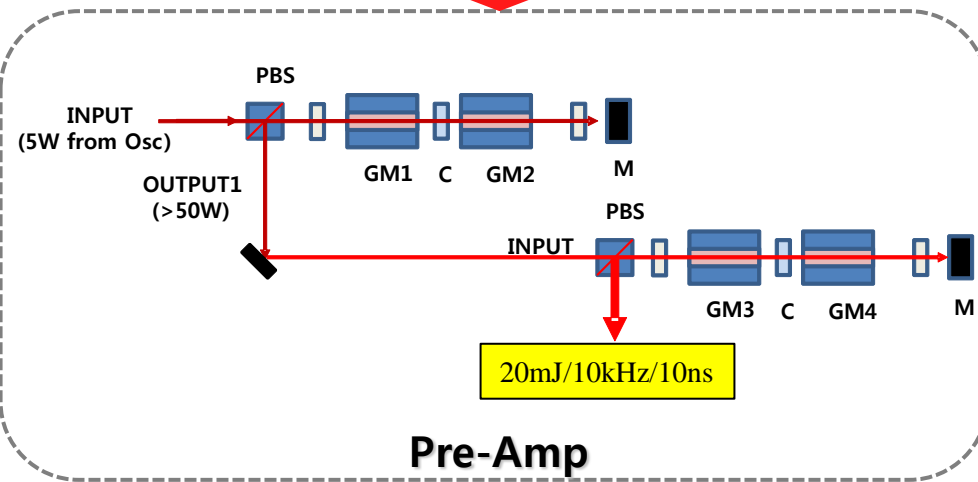 PBS
INPUT
(5W from Osc)
GM1
C
GM2
M
OUTPUT1
(>50W)
PBS
INPUT
GM3
C
GM4
M
20mJ/10kHz/10ns
Pre-Amp